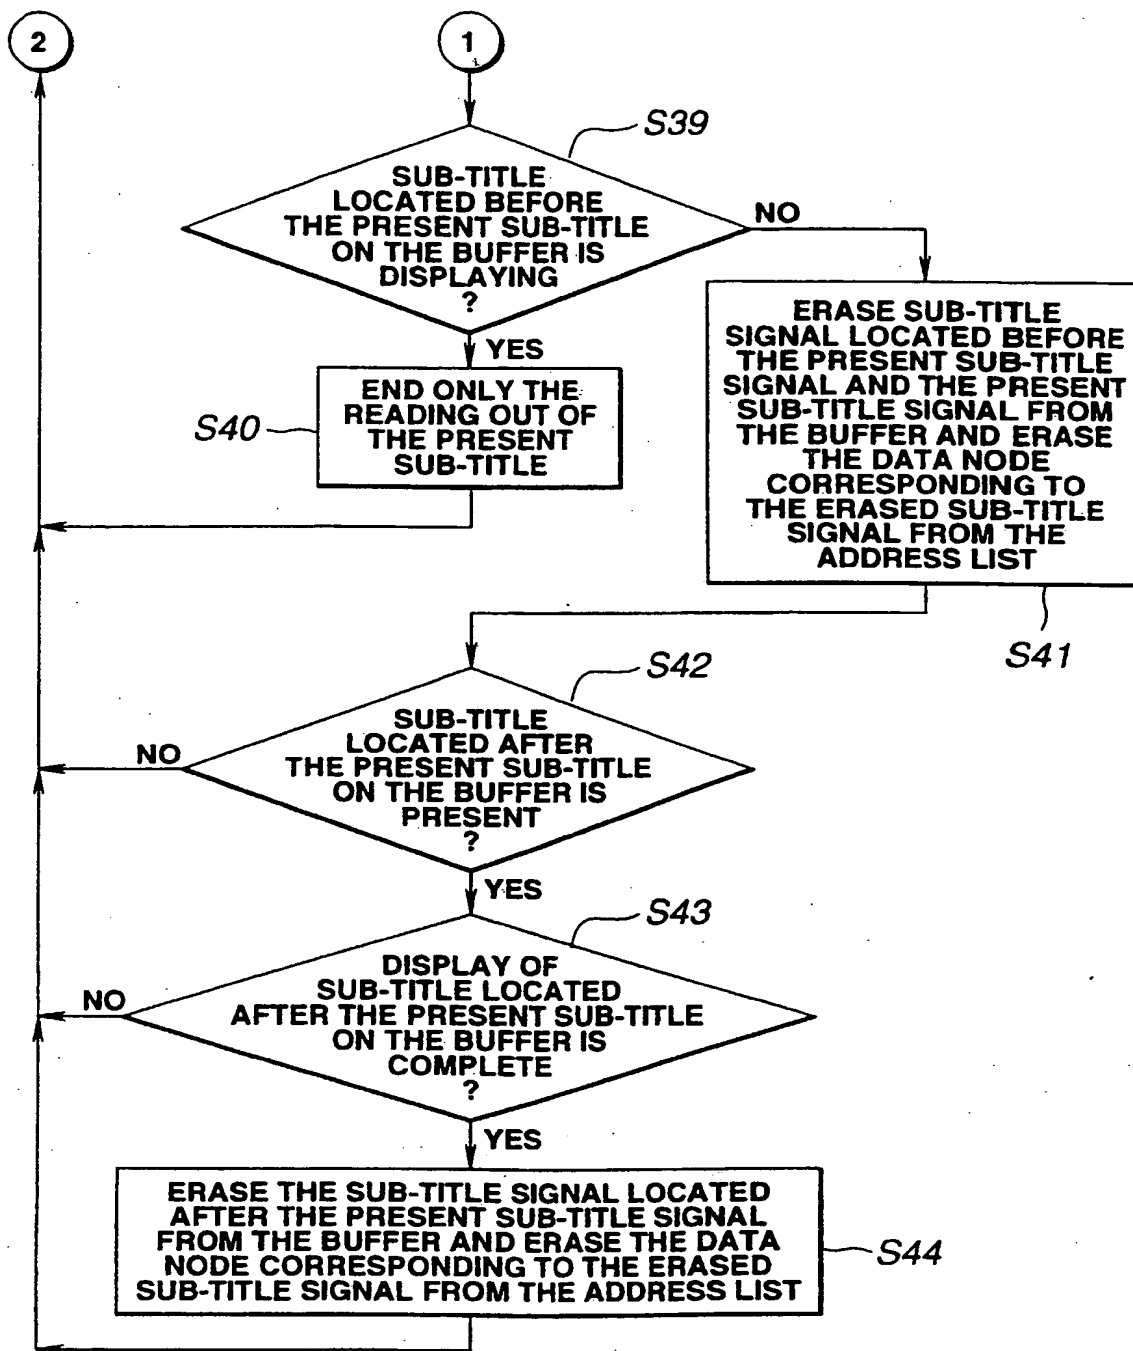 2
1
S39
SUB-TITLE
LOCATED BEFORE
THE PRESENT SUB-TITLE
ON THE BUFFER IS
DISPLAYING
?
NO
YES
S40
END ONLY THE
READING OUT OF
THE PRESENT
SUB-TITLE
ERASE SUB-TITLE
SIGNAL LOCATED BEFORE
THE PRESENT SUB-TITLE
SIGNAL AND THE PRESENT
SUB-TITLE SIGNAL FROM
THE BUFFER AND ERASE
THE DATA NODE
CORRESPONDING TO
THE ERASED SUB-TITLE
SIGNAL FROM THE
ADDRESS LIST
S41
S42
SUB-TITLE
LOCATED AFTER
THE PRESENT SUB-TITLE
ON THE BUFFER IS
PRESENT
?
NO
YES
S43
DISPLAY OF
SUB-TITLE LOCATED
AFTER THE PRESENT SUB-TITLE
ON THE BUFFER IS
COMPLETE
?
NO
YES
ERASE THE SUB-TITLE SIGNAL LOCATED
AFTER THE PRESENT SUB-TITLE SIGNAL
FROM THE BUFFER AND ERASE THE DATA
NODE CORRESPONDING TO THE ERASED
SUB-TITLE SIGNAL FROM THE ADDRESS LIST
S44